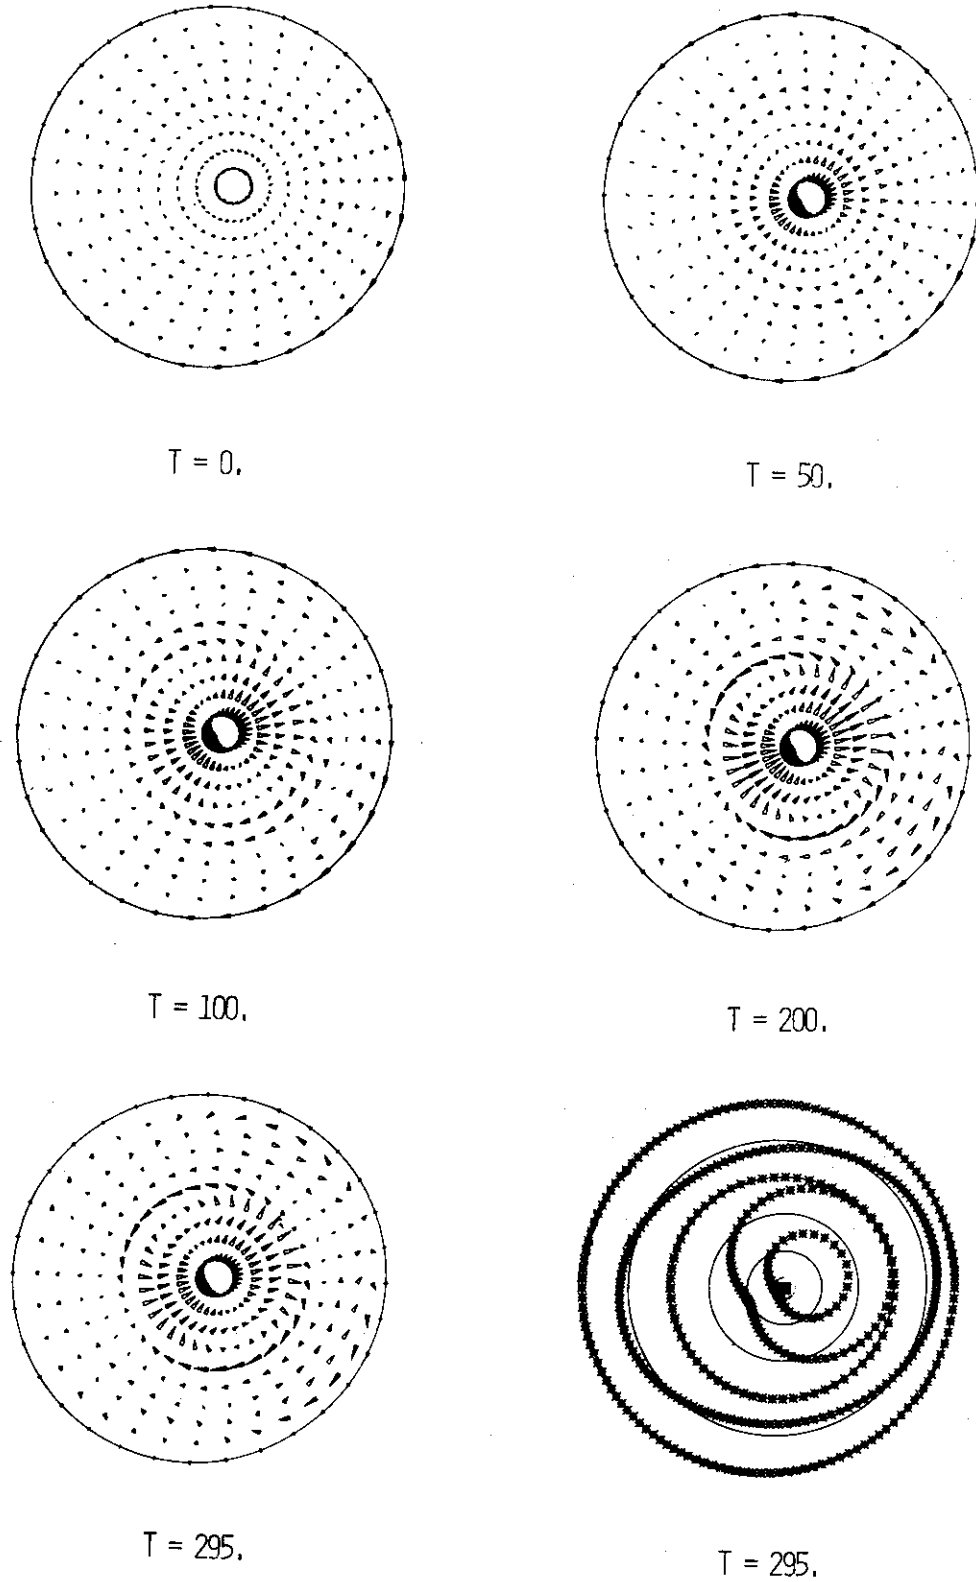 T = 0.
T = 50.
T = 100.
T = 200.
T = 295.
T = 295.